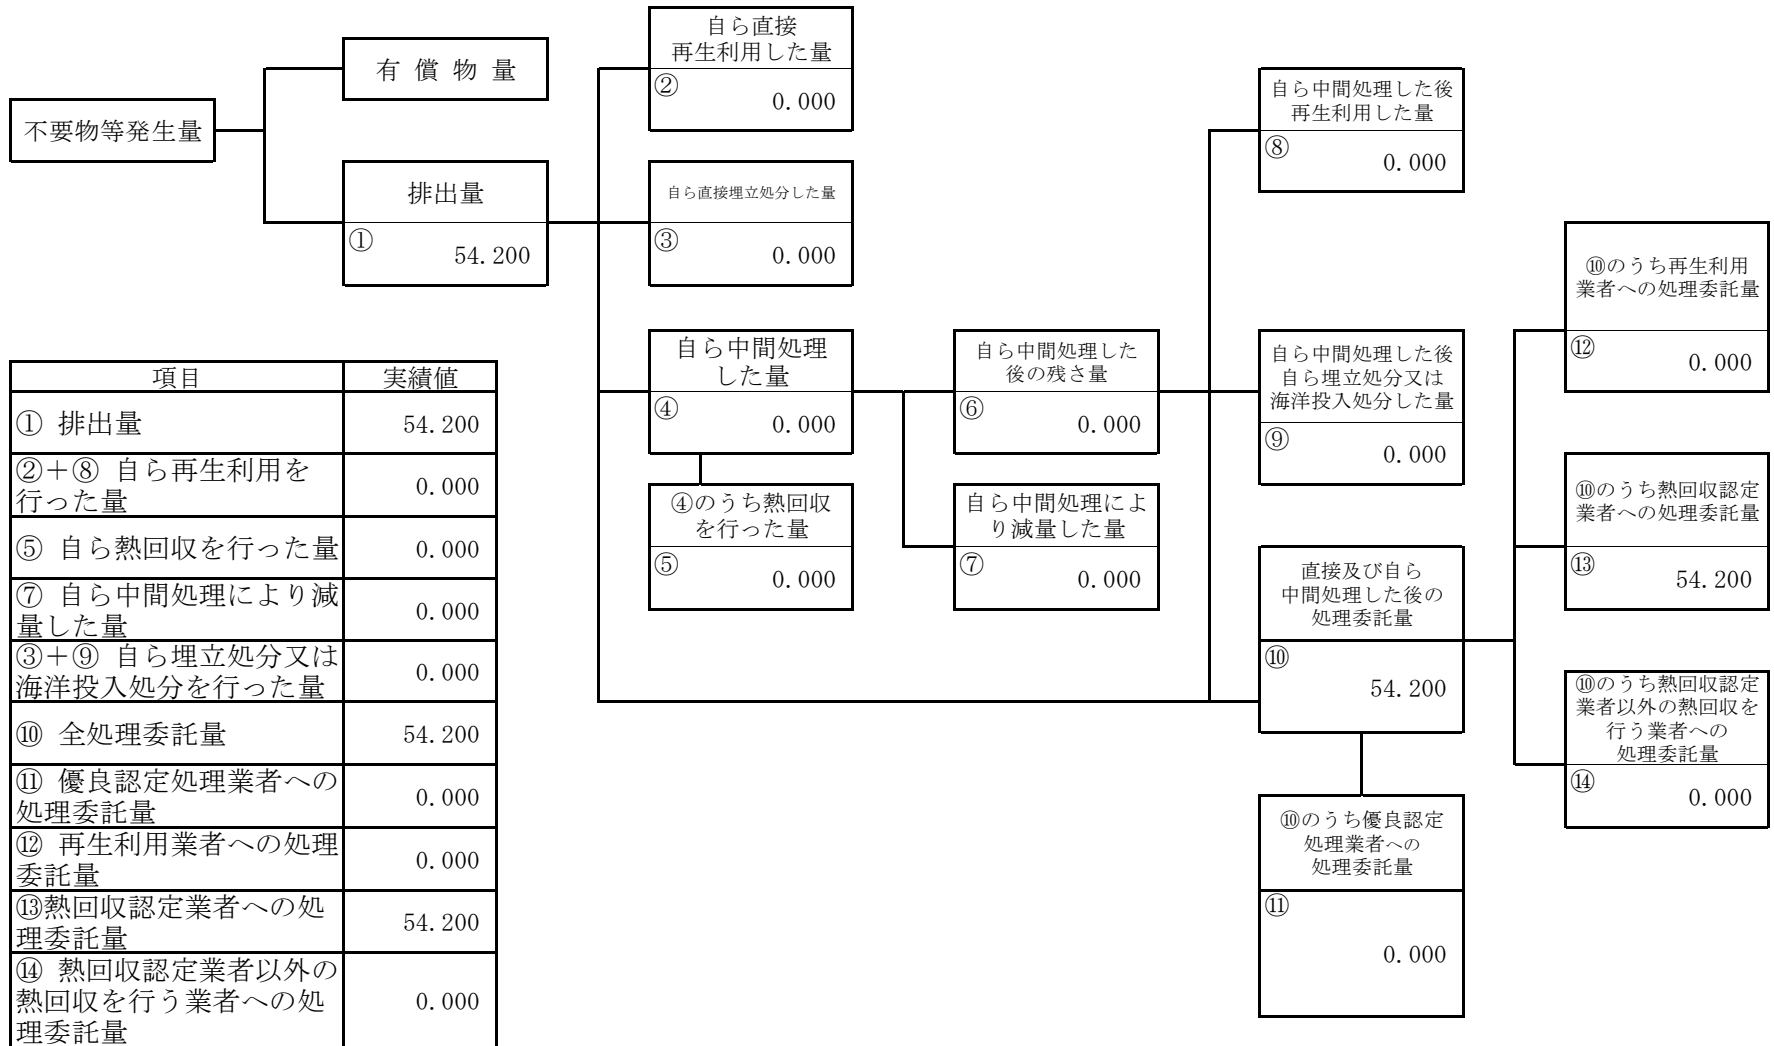 不要物等発生量
有 償 物 量
排出量
①
54.200
自ら直接
再生利用した量
②
0.000
自ら直接埋立処分した量
③
0.000
自ら中間処理
した量
④
0.000
④のうち熱回収
を行った量
⑤
0.000
自ら中間処理した
後の残さ量
⑥
0.000
自ら中間処理によ
り減量した量
⑦
0.000
自ら中間処理した後
再生利用した量
⑧
0.000
自ら中間処理した後
自ら埋立処分又は
海洋投入処分した量
⑨
0.000
直接及び自ら
中間処理した後の
処理委託量
⑩
54.200
⑩のうち優良認定
処理業者への
処理委託量
⑪
0.000
⑩のうち再生利用
業者への処理委託量
⑫
0.000
⑩のうち熱回収認定
業者への処理委託量
⑬
54.200
⑩のうち熱回収認定
業者以外の熱回収を
行う業者への
処理委託量
⑭
0.000
項目 実績値
① 排出量 54.200
②＋⑧ 自ら再生利用を
行った量 0.000
⑤ 自ら熱回収を行った量 0.000
⑦ 自ら中間処理により減
量した量 0.000
③＋⑨ 自ら埋立処分又は
海洋投入処分を行った量 0.000
⑩ 全処理委託量 54.200
⑪ 優良認定処理業者への
処理委託量 0.000
⑫ 再生利用業者への処理
委託量 0.000
⑬熱回収認定業者への処
理委託量 54.200
⑭ 熱回収認定業者以外の
熱回収を行う業者への処
理委託量 0.000